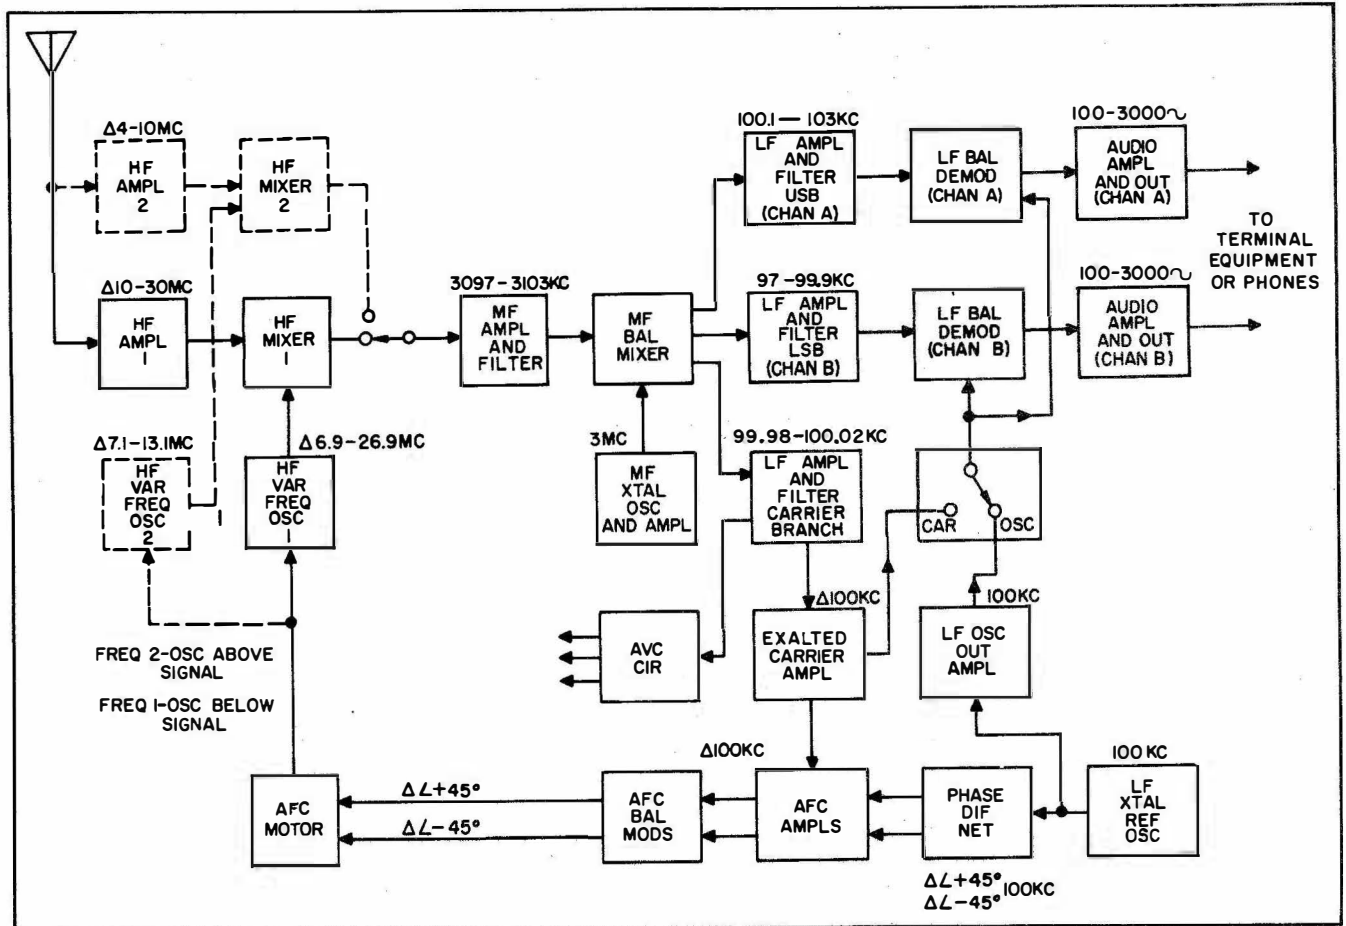 Δ4-10MC
HF
AMPL
2
HF
MIXER
2
100.1 — 103KC
LF AMPL
AND
FILTER
USB
(CHAN A)
LF BAL
DEMOD
(CHAN A)
100-3000∿
AUDIO
AMPL
AND OUT
(CHAN A)
TO
TERMINAL
EQUIPMENT
OR PHONES
Δ10-30MC
HF
AMPL
1
HF
MIXER
1
3097-3103KC
MF
AMPL
AND
FILTER
MF
BAL
MIXER
97-99.9KC
LF AMPL
AND
FILTER
LSB
(CHAN B)
LF BAL
DEMOD
(CHAN B)
100-3000∿
AUDIO
AMPL
AND OUT
(CHAN B)
Δ7.1-13.1MC
HF
VAR
FREQ
OSC
2
Δ6.9-26.9MC
HF
VAR
FREQ
OSC
1
3MC
MF
XTAL
OSC
AND AMPL
99.98-100.02KC
LF AMPL
AND
FILTER
CARRIER
BRANCH
CAR
OSC
FREQ 2-OSC ABOVE
SIGNAL
FREQ 1-OSC BELOW
SIGNAL
AVC
CIR
Δ100KC
EXALTED
CARRIER
AMPL
100KC
LF OSC
OUT
AMPL
AFC
MOTOR
Δ∠+45°
Δ∠-45°
AFC
BAL
MODS
Δ100KC
AFC
AMPLS
PHASE
DIF
NET
Δ∠+45°
Δ∠-45°
100KC
100KC
LF
XTAL
REF
OSC